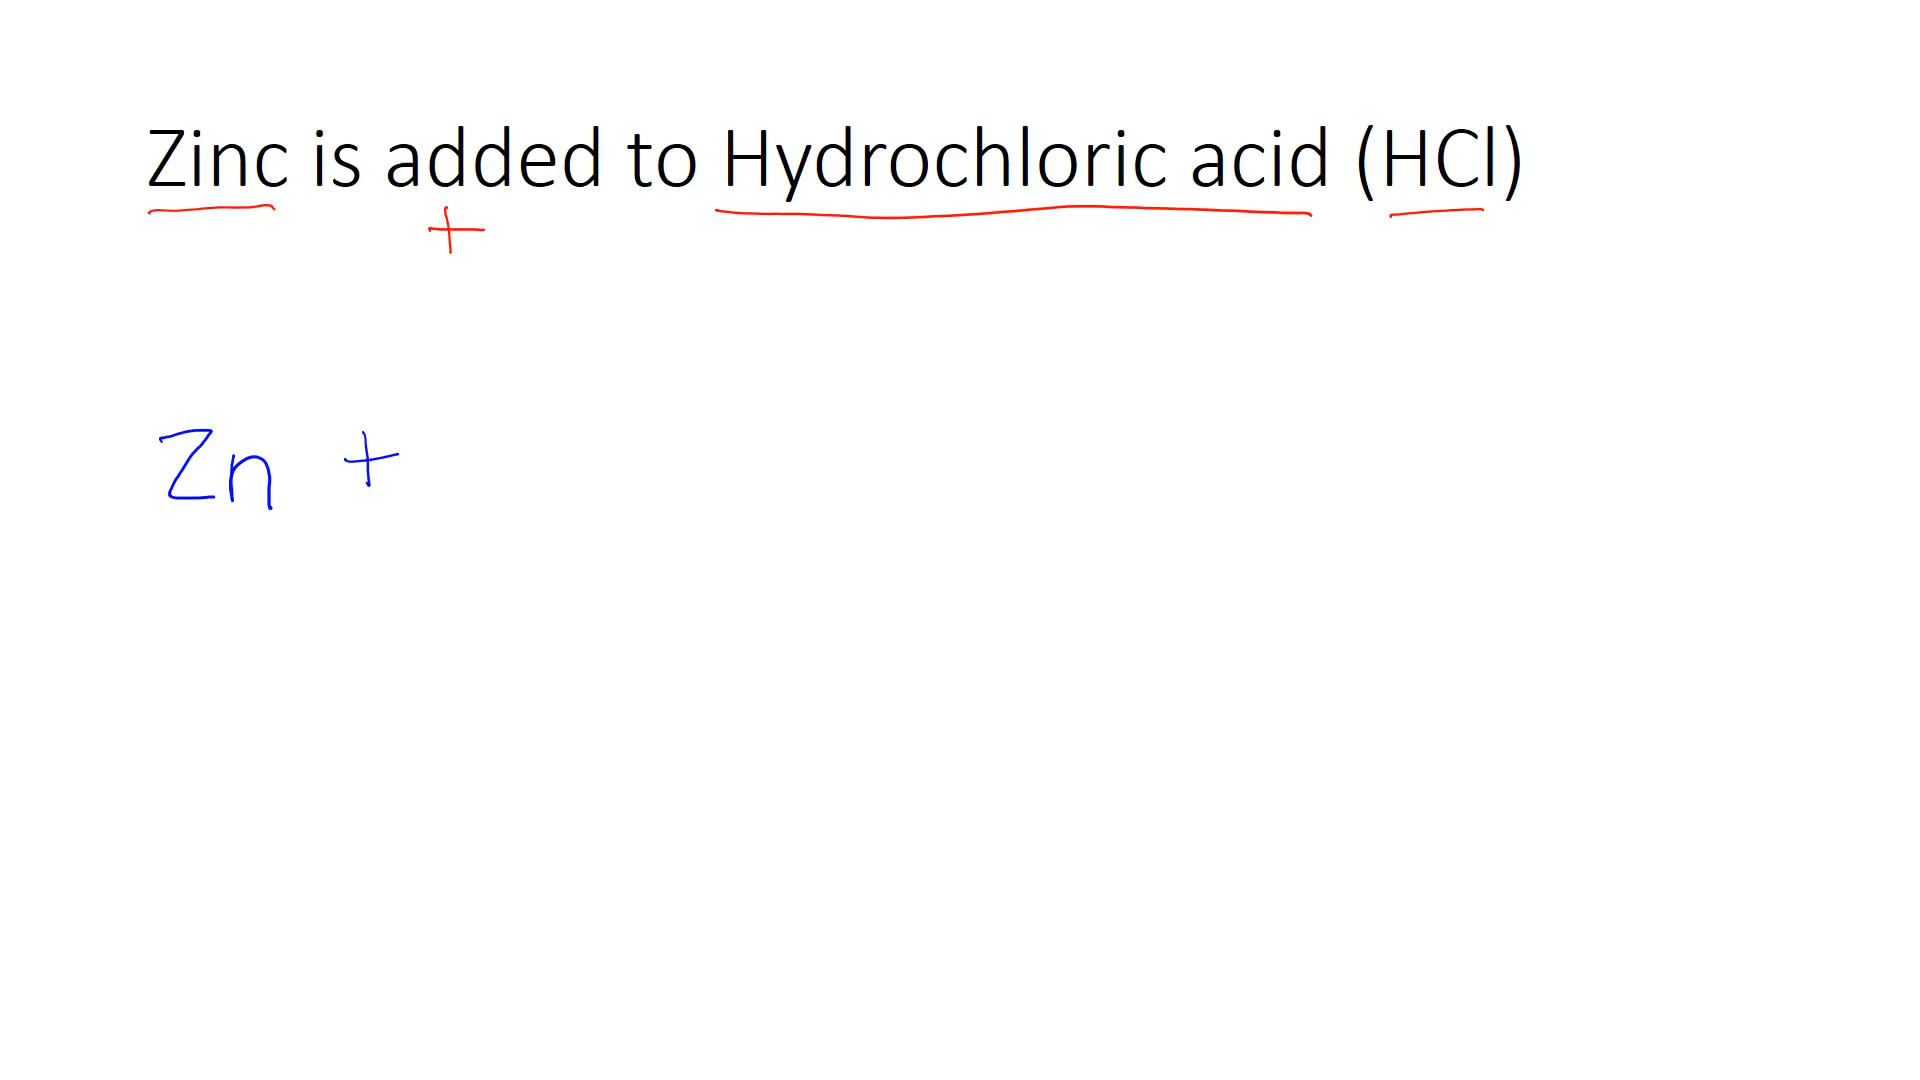 Zinc is added to Hydrochloric acid (HCl)
+
Zn +